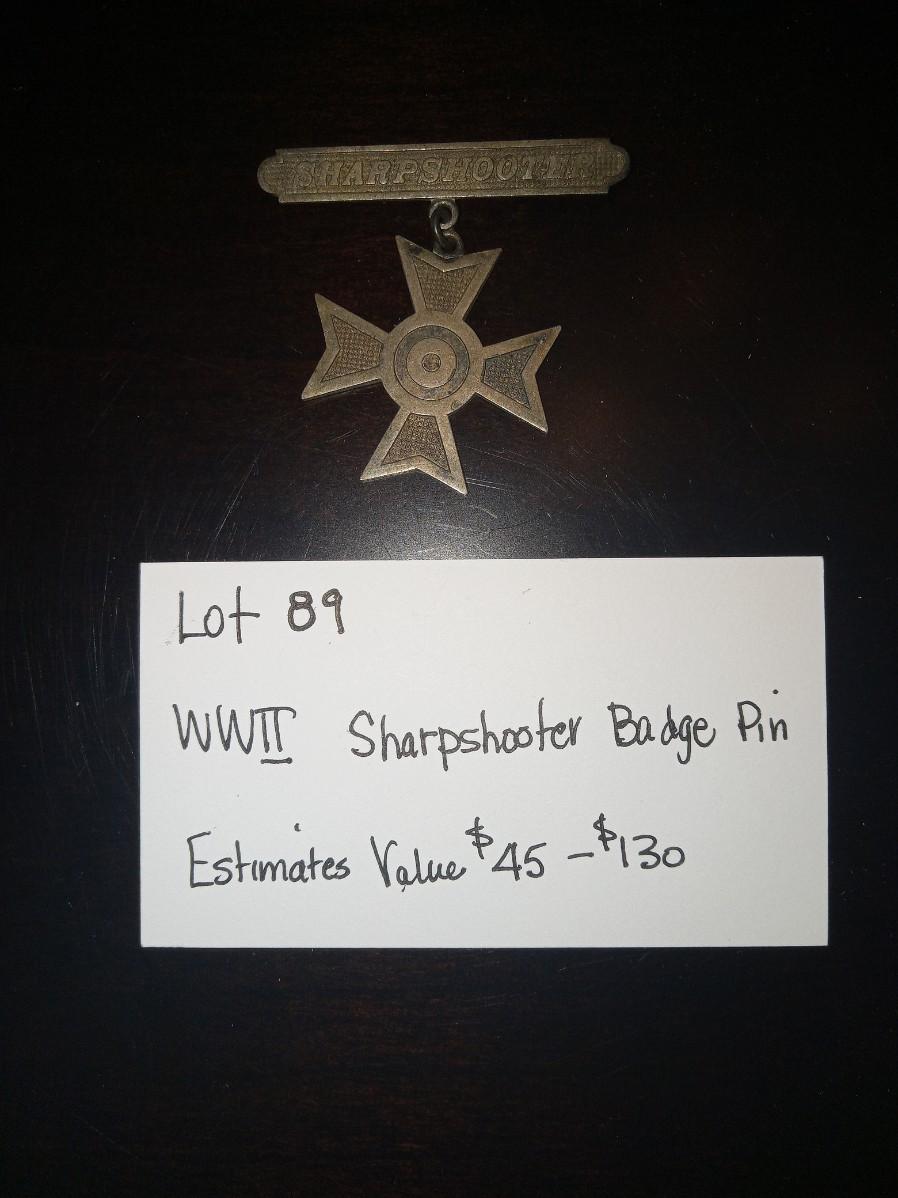 SHARPSHOOTER
Lot 89
WWII Sharpshooter Badge Pin
Estimates Value $45 - $130